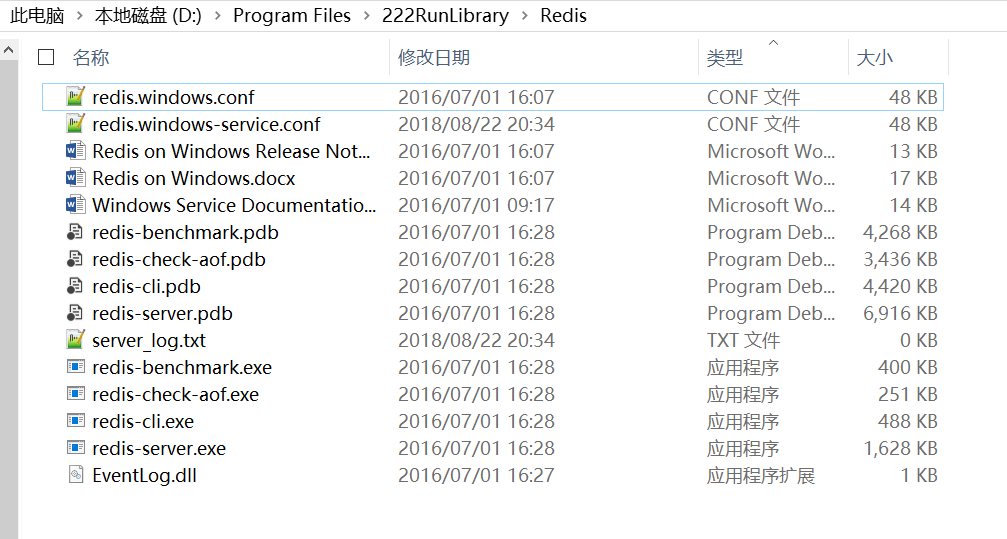 此电脑 > 本地磁盘 (D:) > Program Files > 222RunLibrary > Redis
名称 修改日期 类型 大小
redis.windows.conf 2016/07/01 16:07 CONF 文件 48 KB
redis.windows-service.conf 2018/08/22 20:34 CONF 文件 48 KB
Redis on Windows Release Not... 2016/07/01 16:07 Microsoft Wo... 13 KB
Redis on Windows.docx 2016/07/01 16:07 Microsoft Wo... 17 KB
Windows Service Documentatio... 2016/07/01 09:17 Microsoft Wo... 14 KB
redis-benchmark.pdb 2016/07/01 16:28 Program Deb... 4,268 KB
redis-check-aof.pdb 2016/07/01 16:28 Program Deb... 3,436 KB
redis-cli.pdb 2016/07/01 16:28 Program Deb... 4,420 KB
redis-server.pdb 2016/07/01 16:28 Program Deb... 6,916 KB
server_log.txt 2018/08/22 20:34 TXT 文件 0 KB
redis-benchmark.exe 2016/07/01 16:28 应用程序 400 KB
redis-check-aof.exe 2016/07/01 16:28 应用程序 251 KB
redis-cli.exe 2016/07/01 16:28 应用程序 488 KB
redis-server.exe 2016/07/01 16:28 应用程序 1,628 KB
EventLog.dll 2016/07/01 16:27 应用程序扩展 1 KB